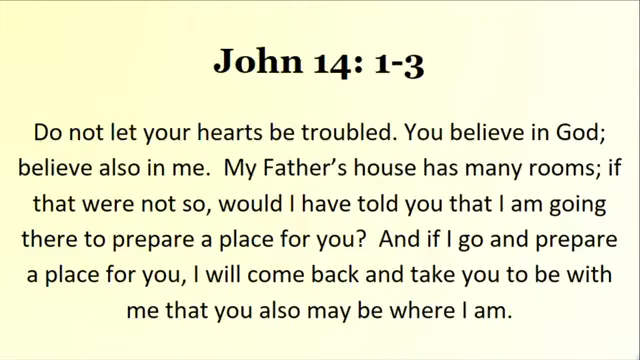 John 14: 1-3
Do not let your hearts be troubled. You believe in God;
believe also in me.  My Father’s house has many rooms; if
that were not so, would I have told you that I am going
there to prepare a place for you?  And if I go and prepare
a place for you, I will come back and take you to be with
me that you also may be where I am.